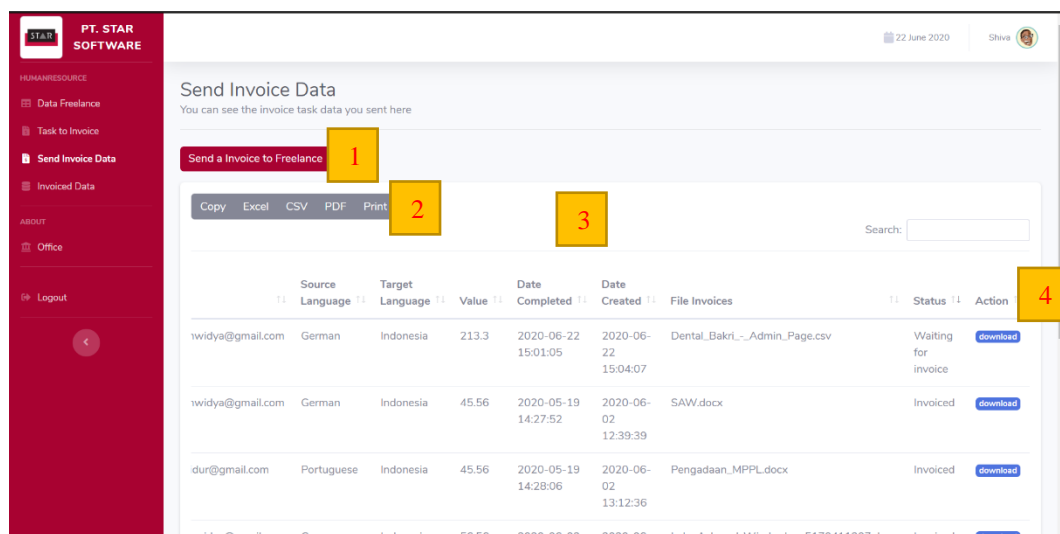 STAR
PT. STAR
SOFTWARE
22 June 2020
Shiva
HUMANRESOURCE
Data Freelance
Task to Invoice
Send Invoice Data
Invoiced Data
ABOUT
Office
Logout
Send Invoice Data
You can see the invoice task data you sent here
Send a Invoice to Freelance
1
Copy Excel CSV PDF Print
2
3
Search:
4
Source
Language
Target
Language
Value
Date
Completed
Date
Created
File Invoices
Status
Action
widya@gmail.com German Indonesia 213.3 2020-06-22 2020-06- Dental_Bakri_-_Admin_Page.csv Waiting download
15:01:05 22 for
15:04:07 invoice
widya@gmail.com German Indonesia 45.56 2020-05-19 2020-06- SAW.docx Invoiced download
14:27:52 02
12:39:39
dur@gmail.com Portuguese Indonesia 45.56 2020-05-19 2020-06- Pengadaan_MPPL.docx Invoiced download
14:28:06 02
13:12:36